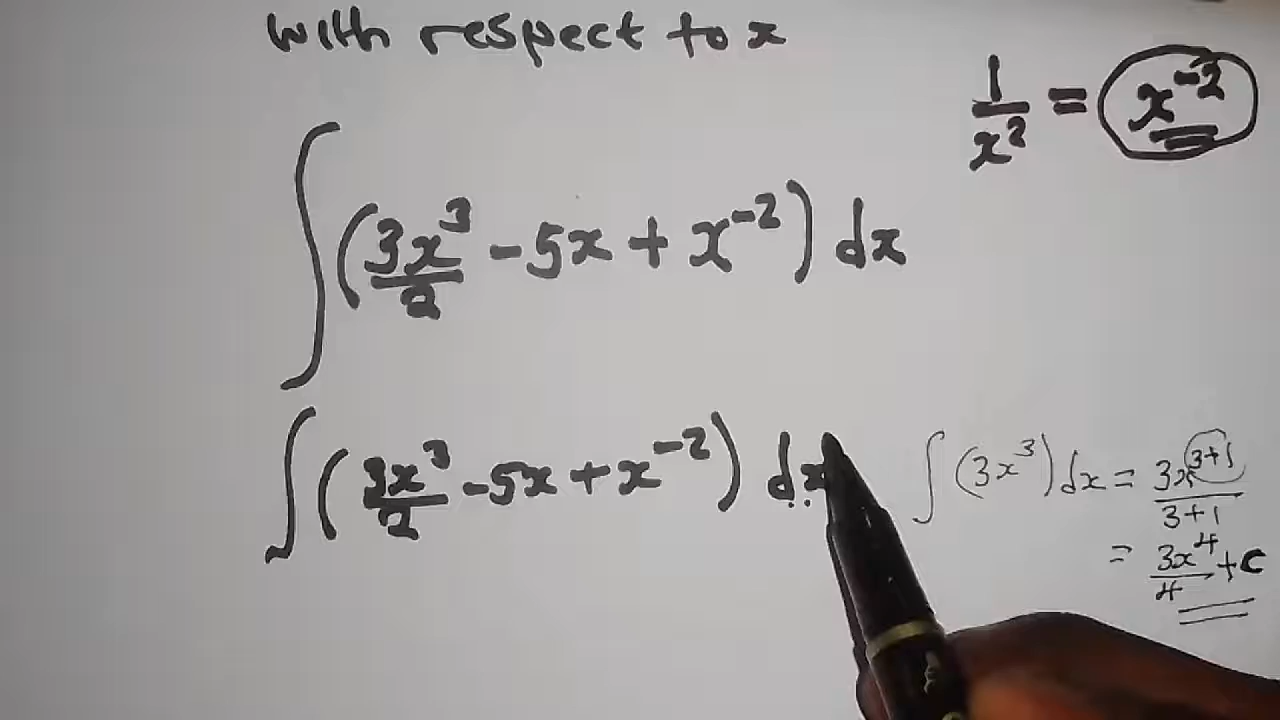 with respect to x
1/x² = x⁻²
∫ (3x³/2 - 5x + x⁻²) dx
∫ (3x³/2 - 5x + x⁻²) dx
∫ (3x³) dx = 3x³⁺¹/3+1
= 3x⁴/4 + c